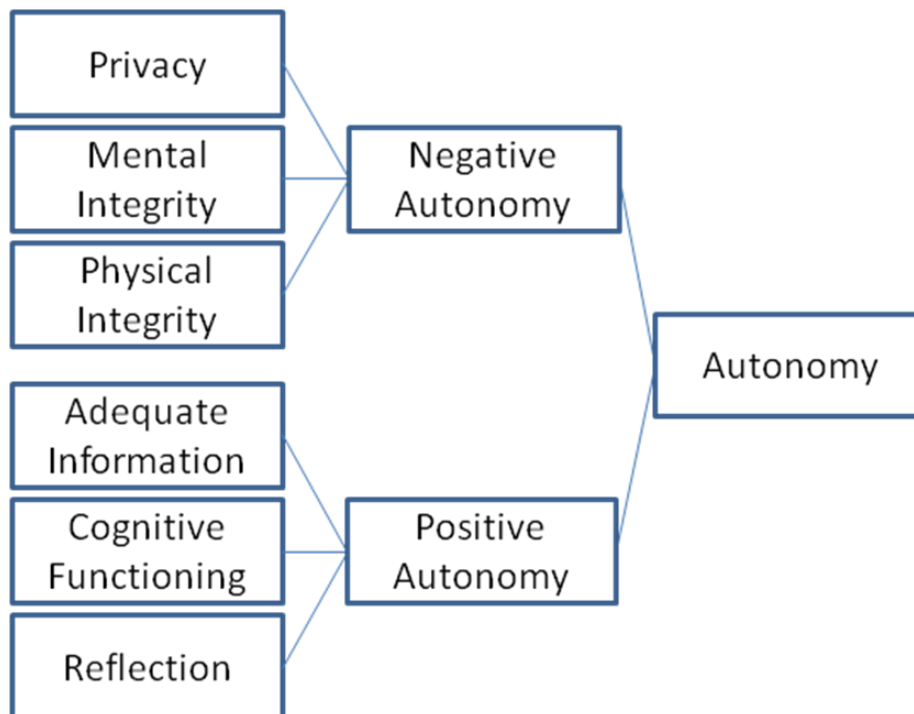 Privacy
Mental
Integrity
Physical
Integrity
Negative
Autonomy
Autonomy
Adequate
Information
Cognitive
Functioning
Reflection
Positive
Autonomy